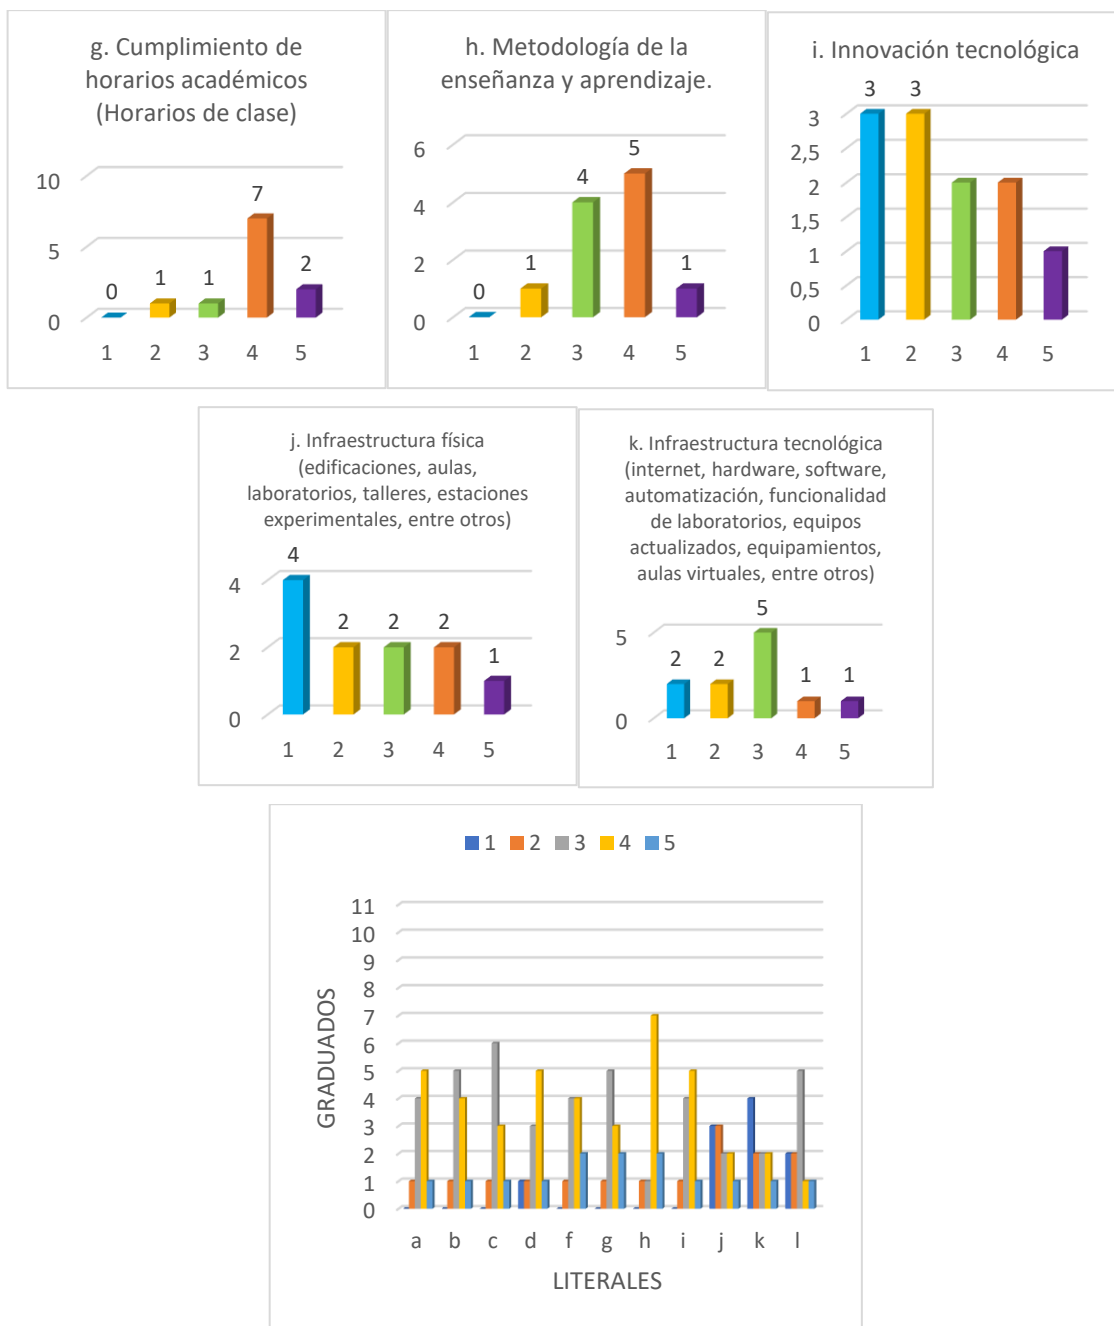 g. Cumplimiento de
horarios académicos
(Horarios de clase)
10
5
0
0
1
1
7
2
1 2 3 4 5
h. Metodología de la
enseñanza y aprendizaje.
6
4
2
0
0
1
4
5
1
1 2 3 4 5
i. Innovación tecnológica
3
2,5
2
1,5
1
0,5
0
3
3
1 2 3 4 5
j. Infraestructura física
(edificaciones, aulas,
laboratorios, talleres, estaciones
experimentales, entre otros)
4
2
0
4
2
2
2
1
1 2 3 4 5
k. Infraestructura tecnológica
(internet, hardware, software,
automatización, funcionalidad
de laboratorios, equipos
actualizados, equipamientos,
aulas virtuales, entre otros)
5
0
2
2
5
1
1
1 2 3 4 5
1 2 3 4 5
GRADUADOS
11
10
9
8
7
6
5
4
3
2
1
0
a b c d f g h i j k l
LITERALES